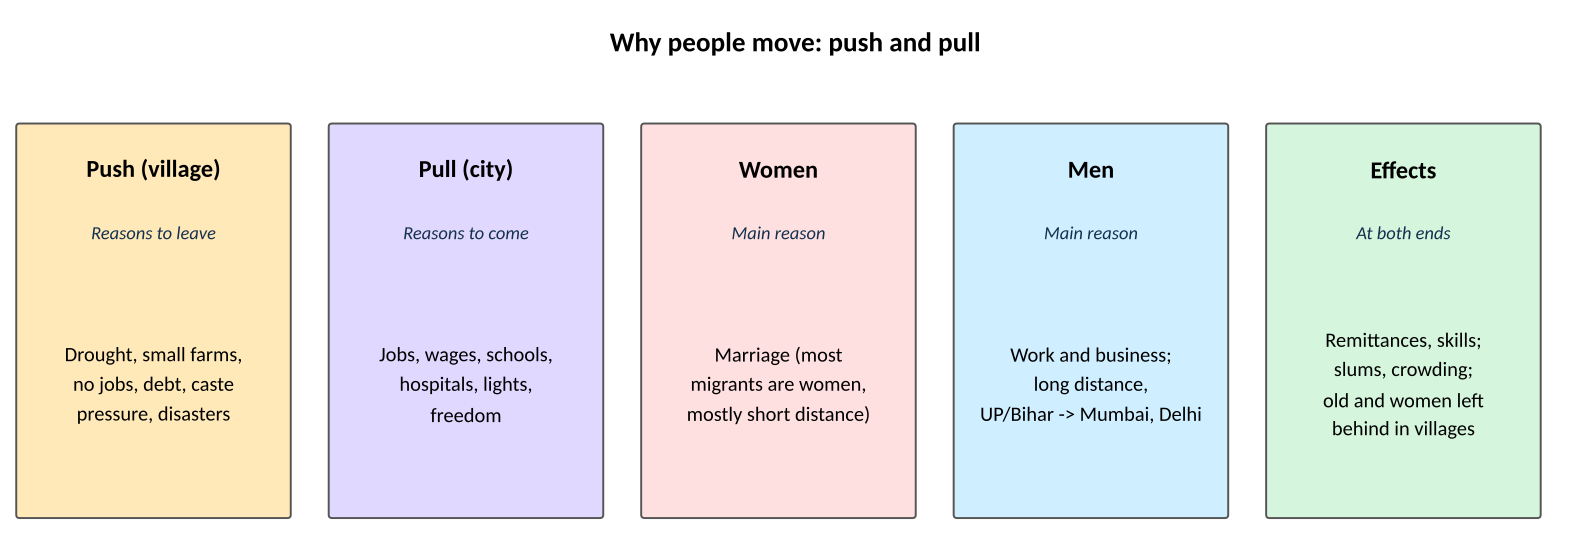 Why people move: push and pull
Push (village)
Reasons to leave
Drought, small farms,
no jobs, debt, caste
pressure, disasters
Pull (city)
Reasons to come
Jobs, wages, schools,
hospitals, lights,
freedom
Women
Main reason
Marriage (most
migrants are women,
mostly short distance)
Men
Main reason
Work and business;
long distance,
UP/Bihar -> Mumbai, Delhi
Effects
At both ends
Remittances, skills;
slums, crowding;
old and women left
behind in villages